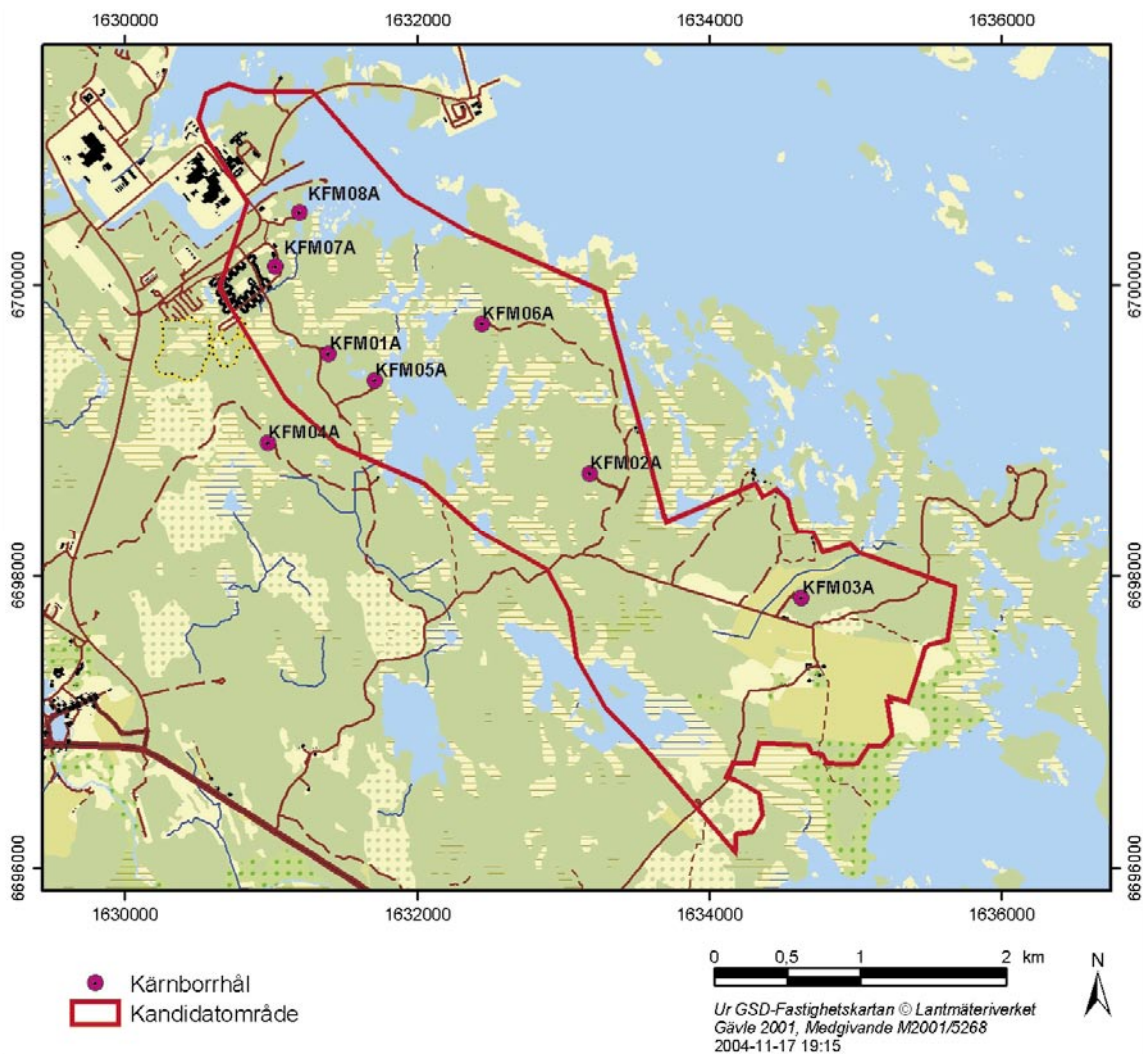 1630000 1632000 1634000 1636000
KFM08A
KFM07A
6700000 6700000
KFM06A
KFM01A
KFM05A
KFM04A
KFM02A
6698000 6698000
KFM03A
6696000 6696000
1630000 1632000 1634000 1636000
0 0,5 1 2 km
N
Kärnborrhål
Kandidatområde
Ur GSD-Fastighetskartan © Lantmäteriverket
Gävle 2001, Medgivande M2001/5268
2004-11-17 19:15